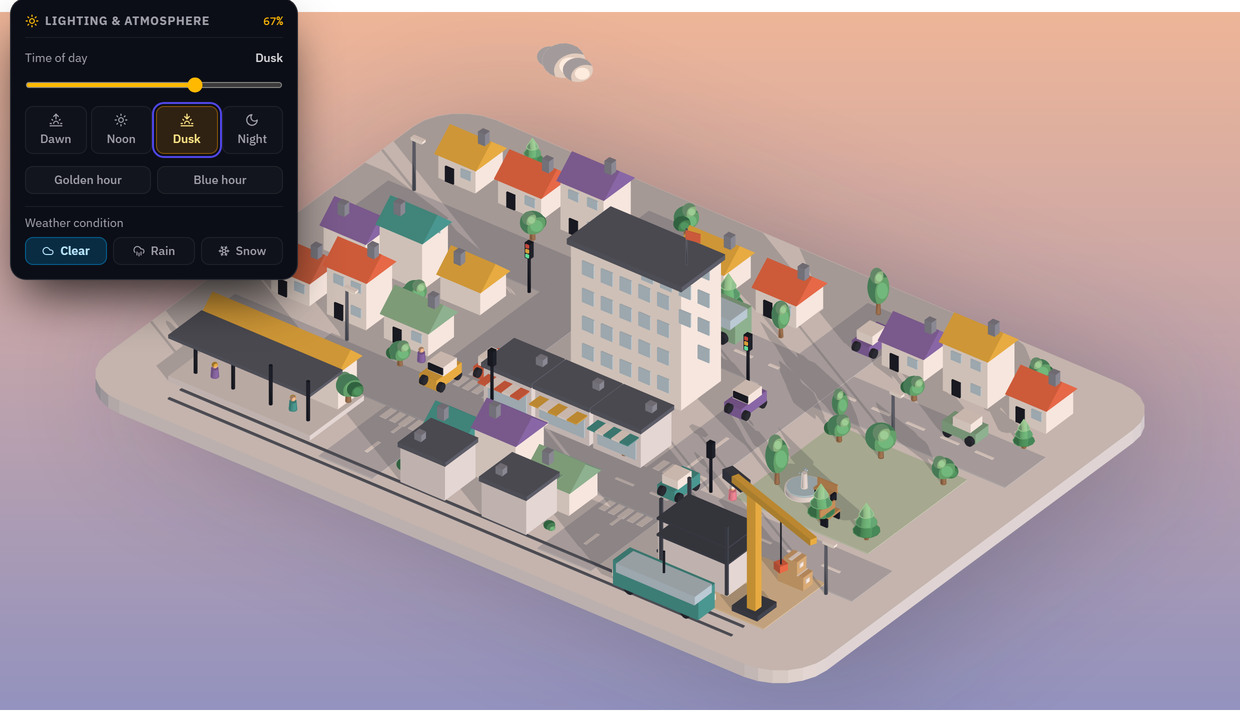 LIGHTING & ATMOSPHERE 67%
Time of day Dusk
Dawn Noon Dusk Night
Golden hour Blue hour
Weather condition
Clear Rain Snow